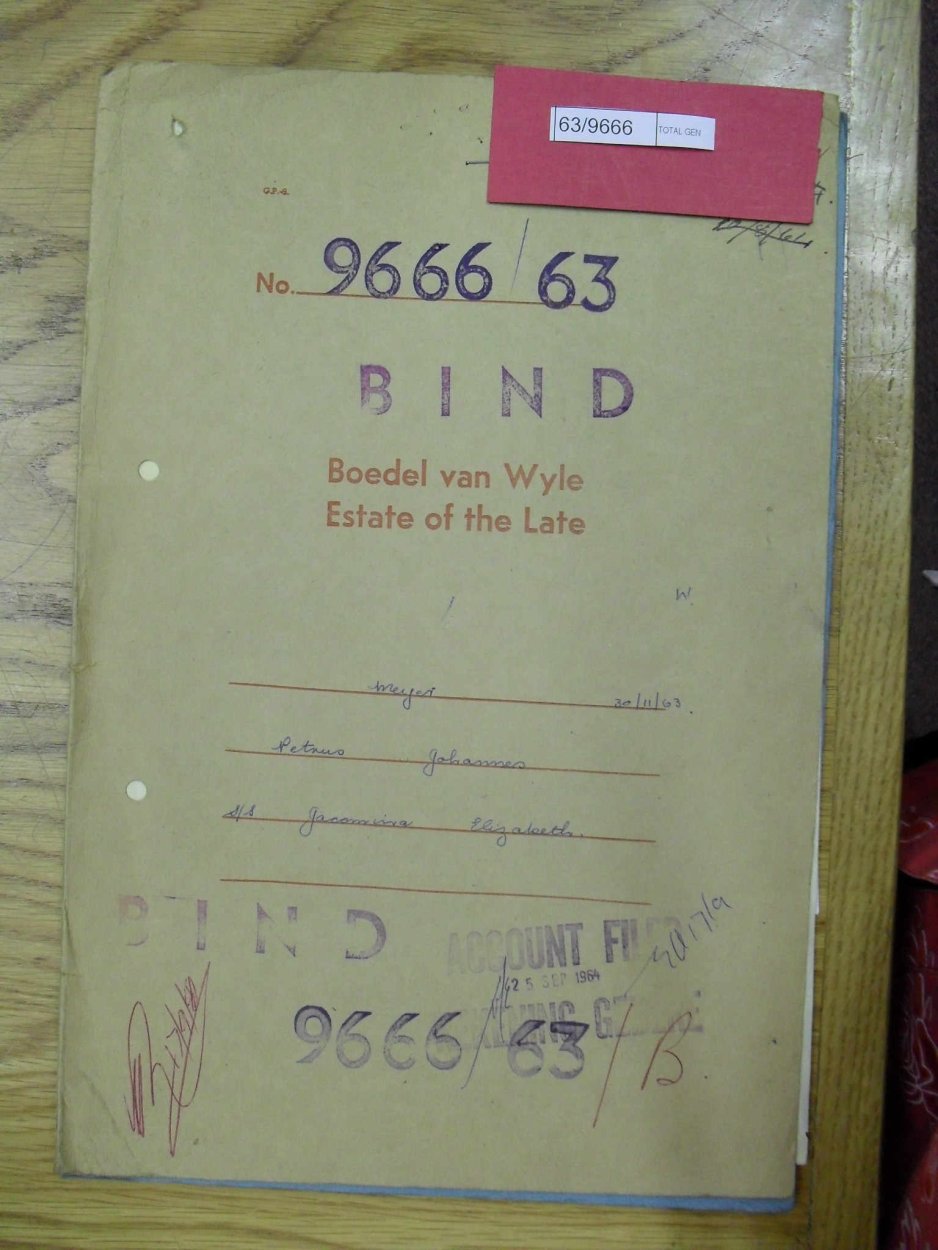 63/9666 TOTAL GEN
G.P.-S.
No. 9666/63
BIND
Boedel van Wyle
Estate of the Late
W.
Meyer 30/11/63.
Petrus Johannes
S/S Jacomina Elizabeth.
BIND
ACCOUNT FILED
25 SEP 1964
9666/63/B.